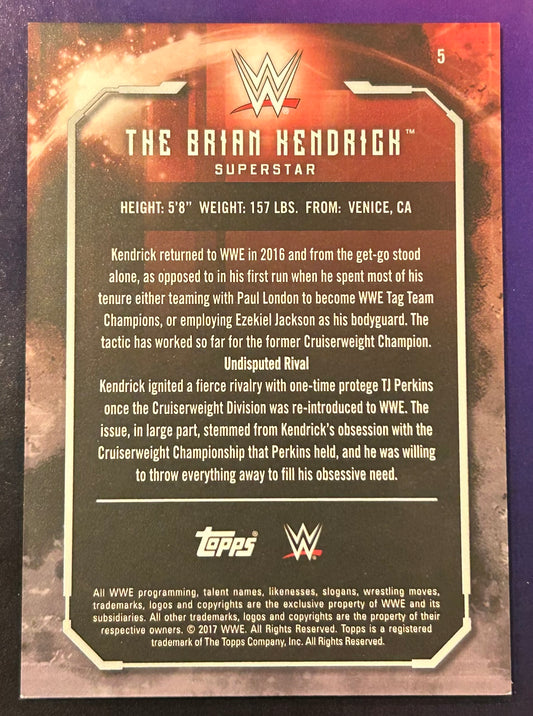 5
W
THE BRIAN KENDRICK™
SUPERSTAR
HEIGHT: 5'8" WEIGHT: 157 LBS. FROM: VENICE, CA
Kendrick returned to WWE in 2016 and from the get-go stood
alone, as opposed to in his first run when he spent most of his
tenure either teaming with Paul London to become WWE Tag Team
Champions, or employing Ezekiel Jackson as his bodyguard. The
tactic has worked so far for the former Cruiserweight Champion.
Undisputed Rival
Kendrick ignited a fierce rivalry with one-time protege TJ Perkins
once the Cruiserweight Division was re-introduced to WWE. The
issue, in large part, stemmed from Kendrick's obsession with the
Cruiserweight Championship that Perkins held, and he was willing
to throw everything away to fill his obsessive need.
topps® W
All WWE programming, talent names, likenesses, slogans, wrestling moves,
trademarks, logos and copyrights are the exclusive property of WWE and its
subsidiaries. All other trademarks, logos and copyrights are the property of their
respective owners. © 2017 WWE. All Rights Reserved. Topps is a registered
trademark of The Topps Company, Inc. All Rights Reserved.